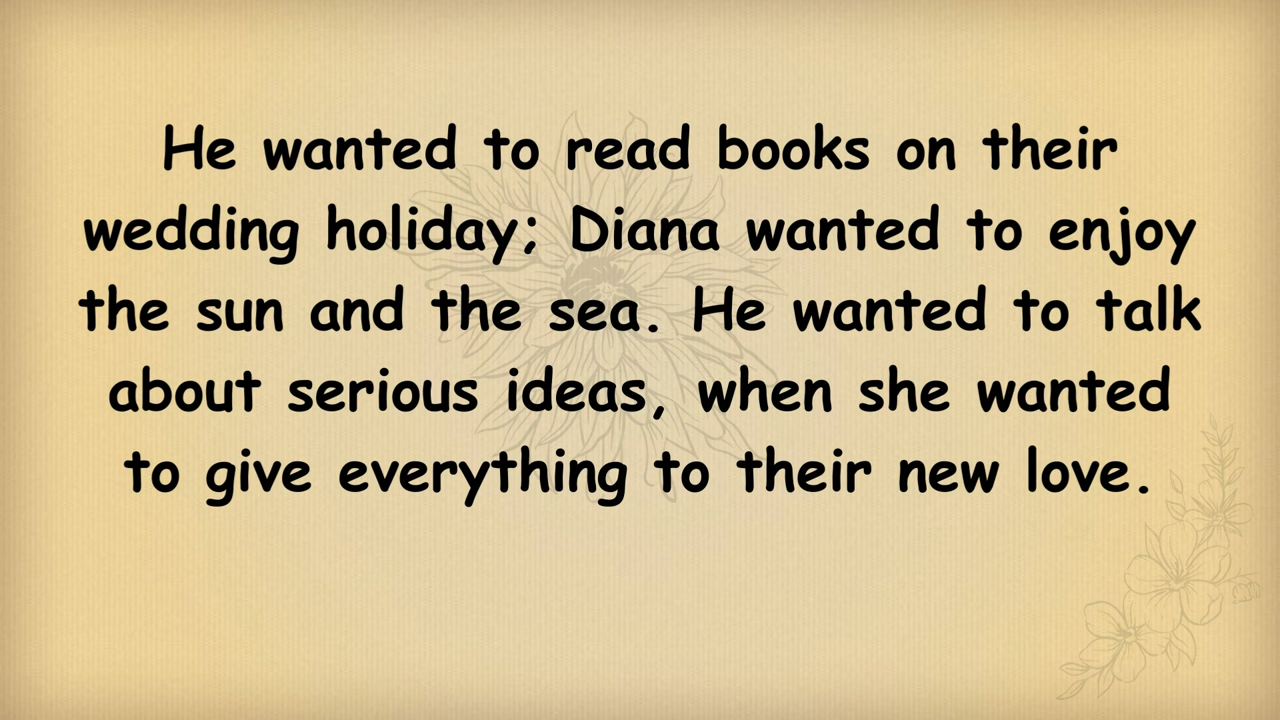 He wanted to read books on their
wedding holiday; Diana wanted to enjoy
the sun and the sea. He wanted to talk
about serious ideas, when she wanted
to give everything to their new love.